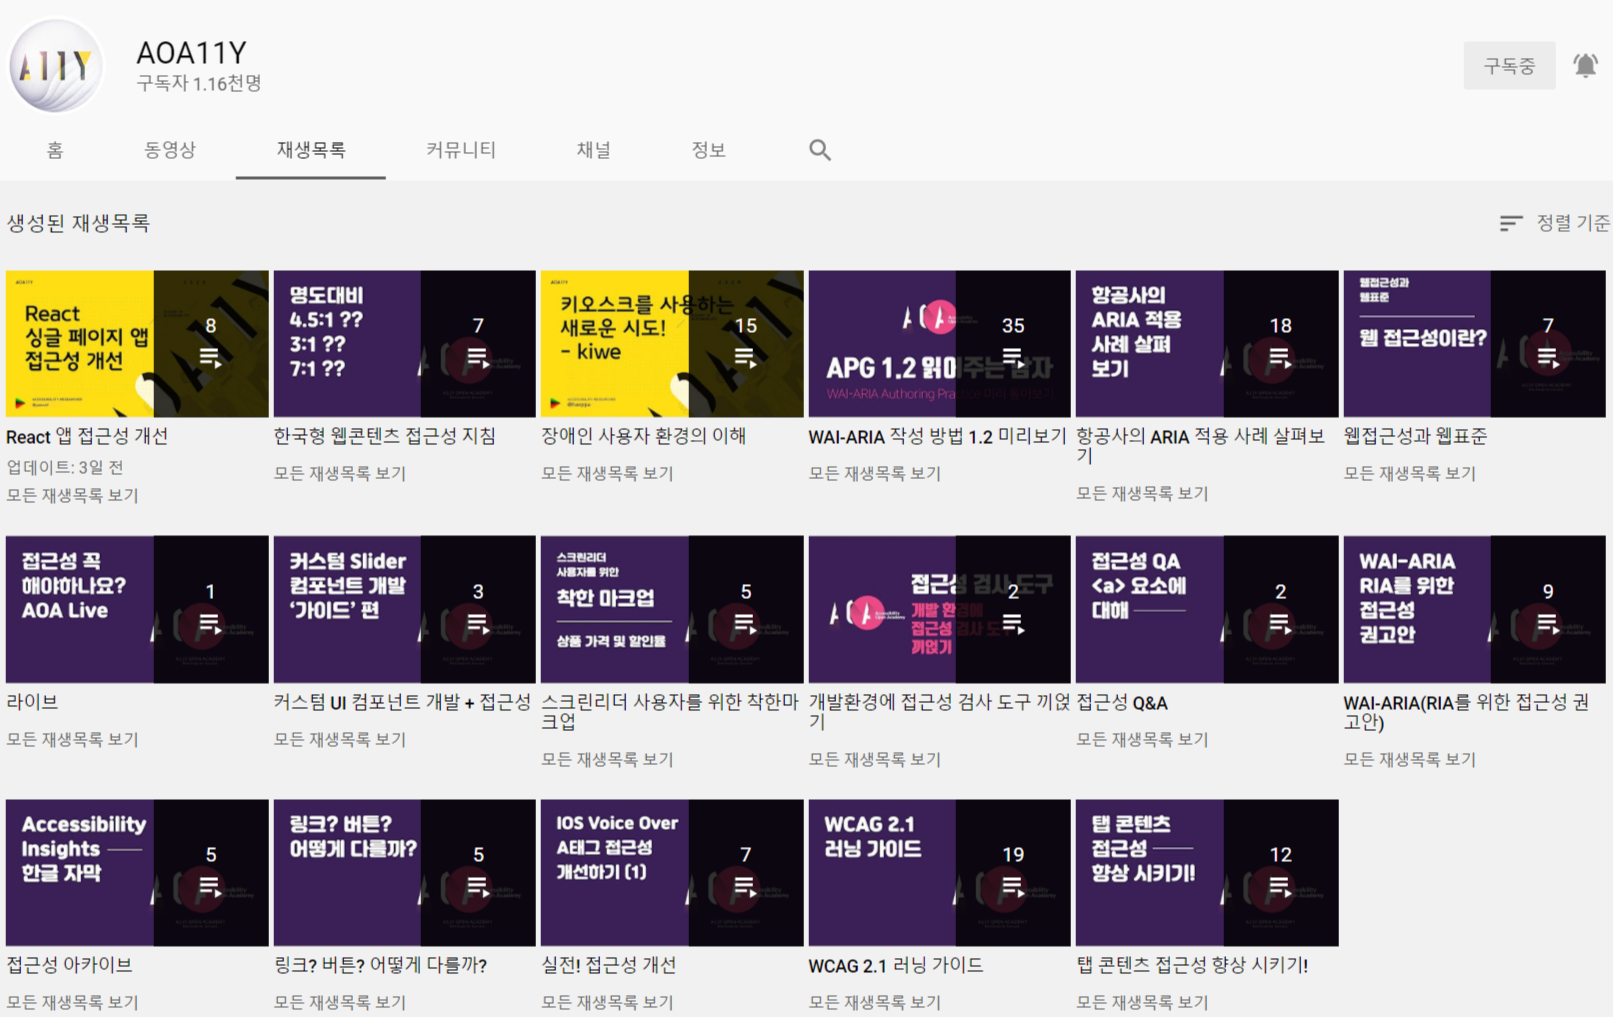 A11Y
AOA11Y
구독자 1.16천명
구독중
홈
동영상
재생목록
커뮤니티
채널
정보
생성된 재생목록
정렬 기준
AOA11Y
React
싱글 페이지 앱
접근성 개선
8
React 앱 접근성 개선
업데이트: 3일 전
모든 재생목록 보기
명도대비
4.5:1 ??
3:1 ??
7:1 ??
7
한국형 웹콘텐츠 접근성 지침
모든 재생목록 보기
AOA11Y
키오스크를 사용하는
새로운 시도!
- kiwe
15
장애인 사용자 환경의 이해
모든 재생목록 보기
AOA
APG 1.2 읽어주는 남자
WAI-ARIA Authoring Practice 미리 톺아보기
35
WAI-ARIA 작성 방법 1.2 미리보기
모든 재생목록 보기
항공사의
ARIA 적용
사례 살펴
보기
18
항공사의 ARIA 적용 사례 살펴보
기
모든 재생목록 보기
웹접근성과
웹표준
웹 접근성이란?
7
웹접근성과 웹표준
모든 재생목록 보기
접근성 꼭
해야하나요?
AOA Live
1
라이브
모든 재생목록 보기
커스텀 Slider
컴포넌트 개발
‘가이드’ 편
3
커스텀 UI 컴포넌트 개발 + 접근성
모든 재생목록 보기
스크린리더
사용자를 위한
착한 마크업
상품 가격 및 할인률
5
스크린리더 사용자를 위한 착한마
크업
모든 재생목록 보기
AOA
접근성 검사 도구
개발 환경에
접근성 검사 도구
끼얹기
2
개발환경에 접근성 검사 도구 끼얹
기
모든 재생목록 보기
접근성 QA
<a> 요소에
대해
2
접근성 Q&A
모든 재생목록 보기
WAI-ARIA
RIA를 위한
접근성
권고안
9
WAI-ARIA(RIA를 위한 접근성 권
고안)
모든 재생목록 보기
Accessibility
Insights
한글 자막
5
접근성 아카이브
모든 재생목록 보기
링크? 버튼?
어떻게 다를까?
5
링크? 버튼? 어떻게 다를까?
모든 재생목록 보기
IOS Voice Over
A태그 접근성
개선하기 (1)
7
실전! 접근성 개선
모든 재생목록 보기
WCAG 2.1
러닝 가이드
19
WCAG 2.1 러닝 가이드
모든 재생목록 보기
탭 콘텐츠
접근성
향상 시키기!
12
탭 콘텐츠 접근성 향상 시키기!
모든 재생목록 보기